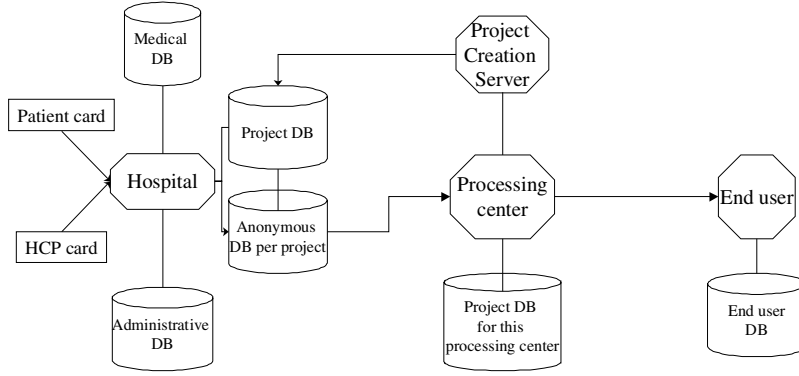 Medical
DB
Project
Creation
Server
Patient card
Project DB
Hospital
Processing
center
End user
HCP card
Anonymous
DB per project
Administrative
DB
Project DB
for this
processing center
End user
DB